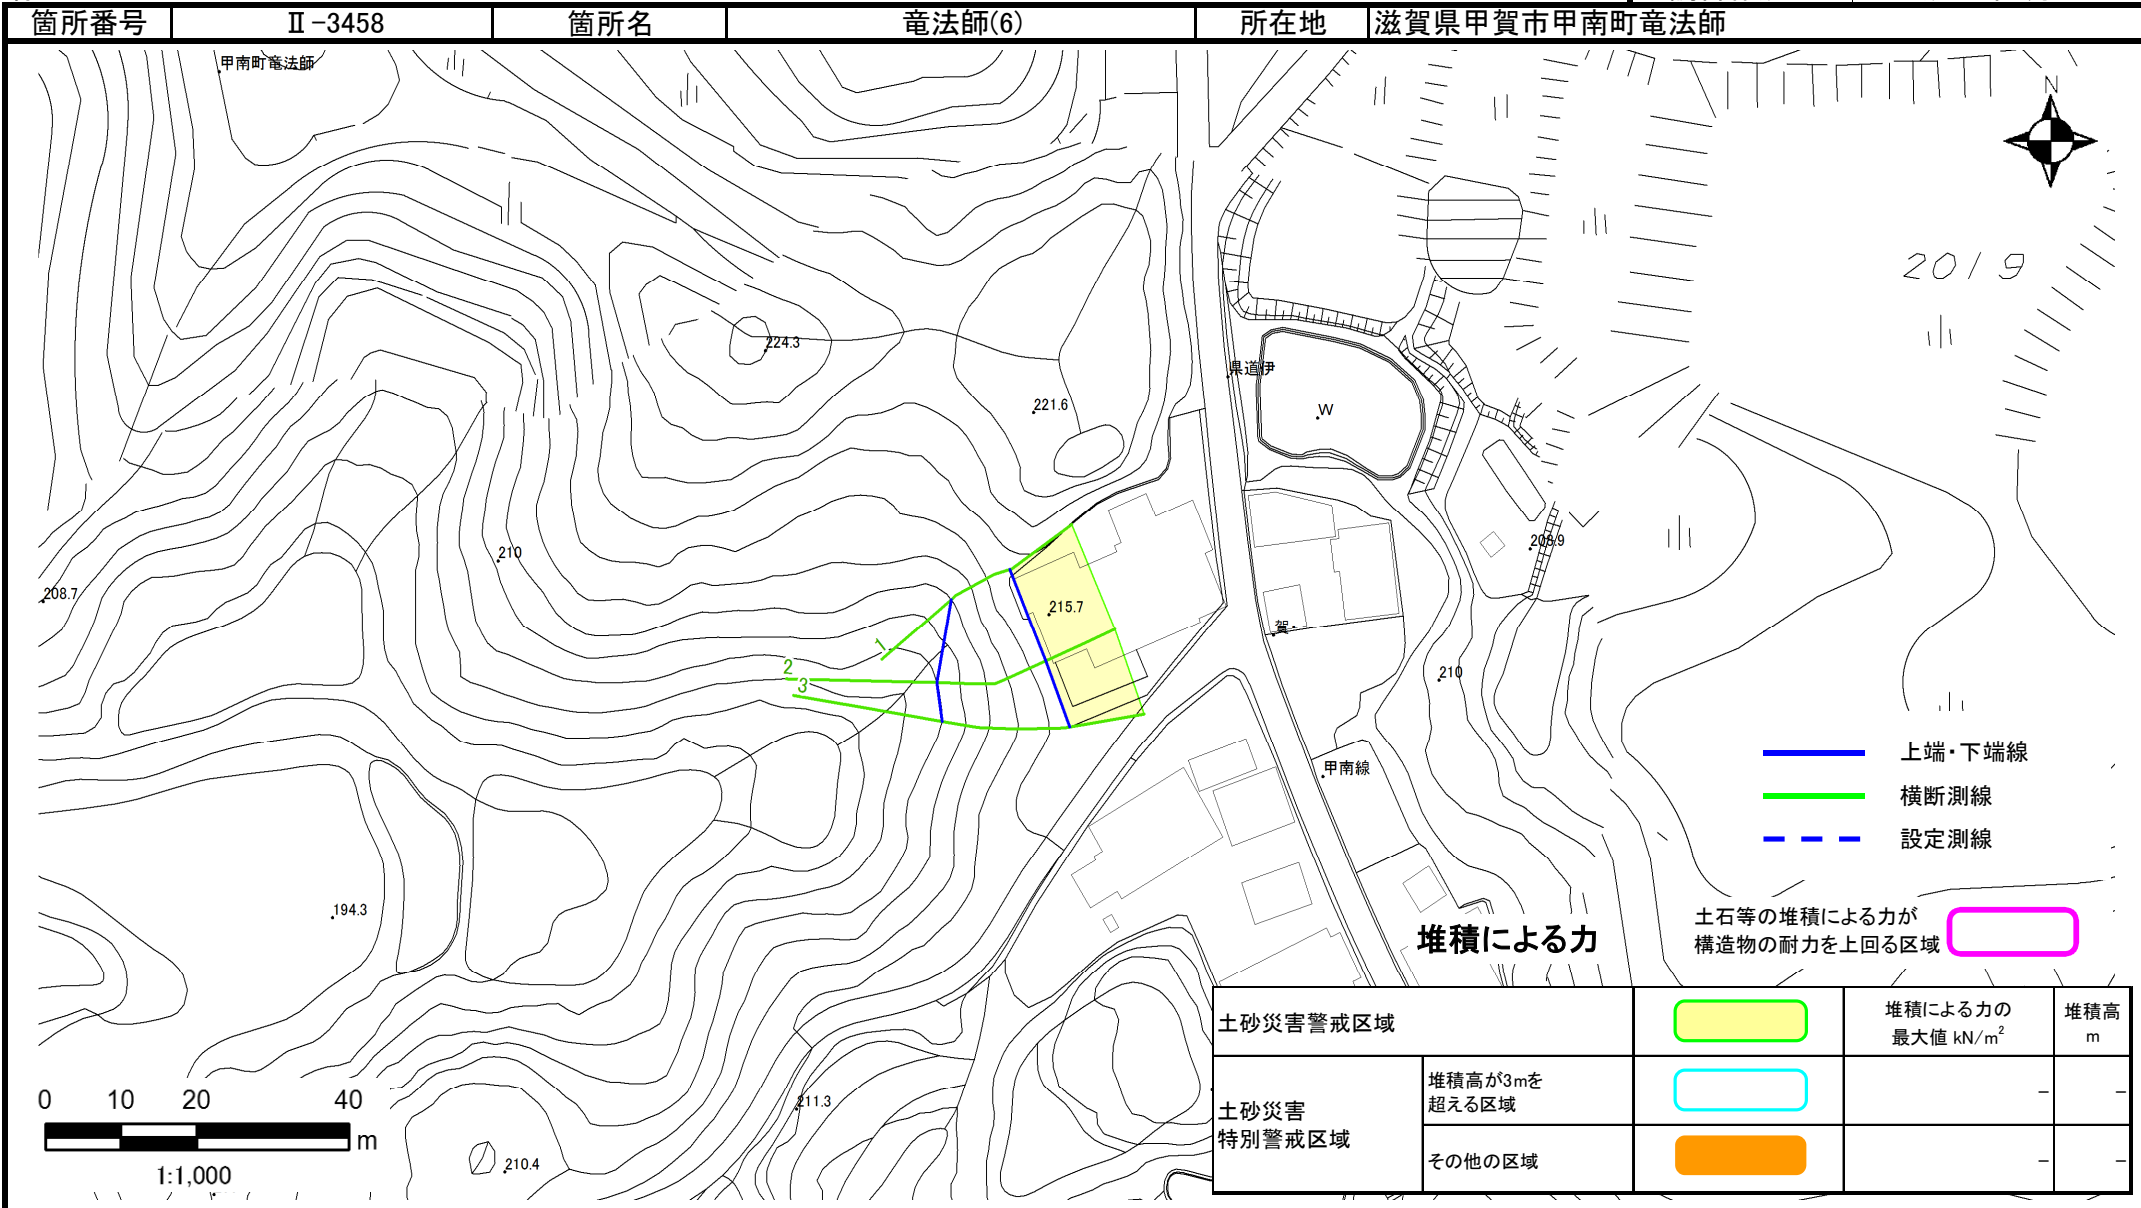 箇所番号 Ⅱ-3458 箇所名 竜法師(6) 所在地 滋賀県甲賀市甲南町竜法師
甲南町竜法師
N
2019
224.3
県道伊
221.6
W
210
208.9
208.7
215.7
賀
1
2
3
210
上端・下端線
甲南線
横断測線
設定測線
194.3
土石等の堆積による力が
構造物の耐力を上回る区域
堆積による力
土砂災害警戒区域
堆積による力の
最大値 kN/m²
堆積高
m
土砂災害
特別警戒区域
堆積高が3mを
超える区域
- -
その他の区域
- -
0 10 20 40
m
1:1,000
211.3
210.4